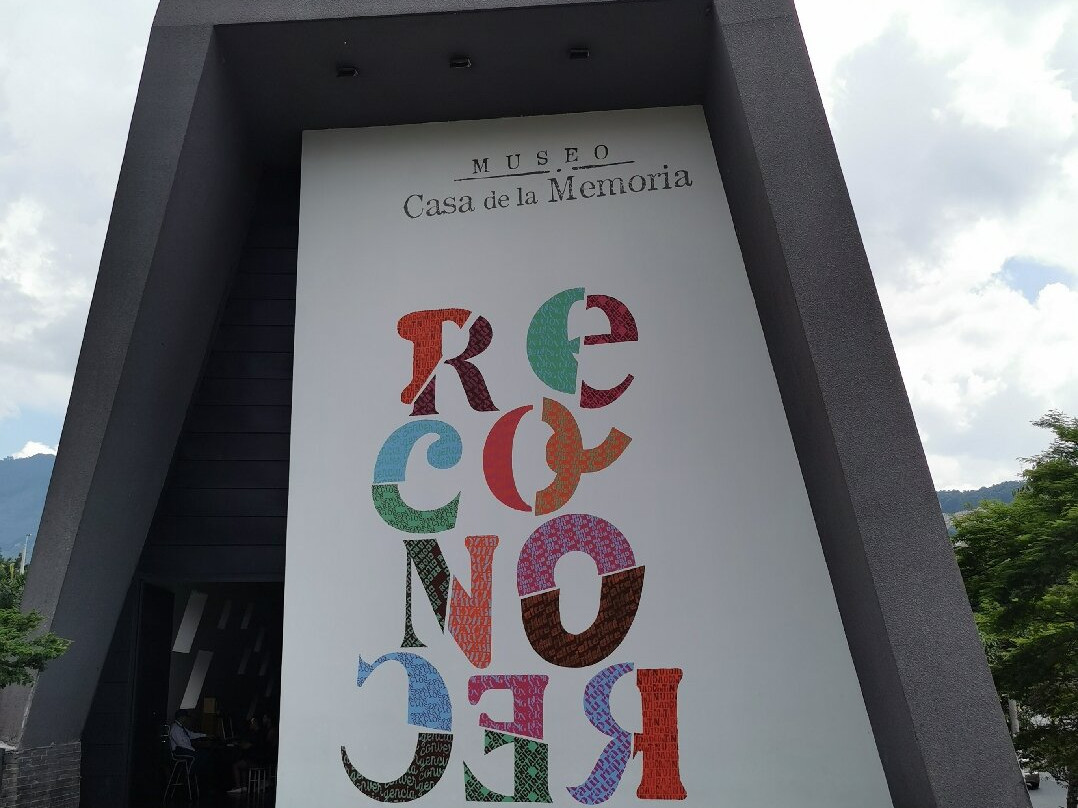 MUSEO
Casa de la Memoria
Re
CO
NO
CER